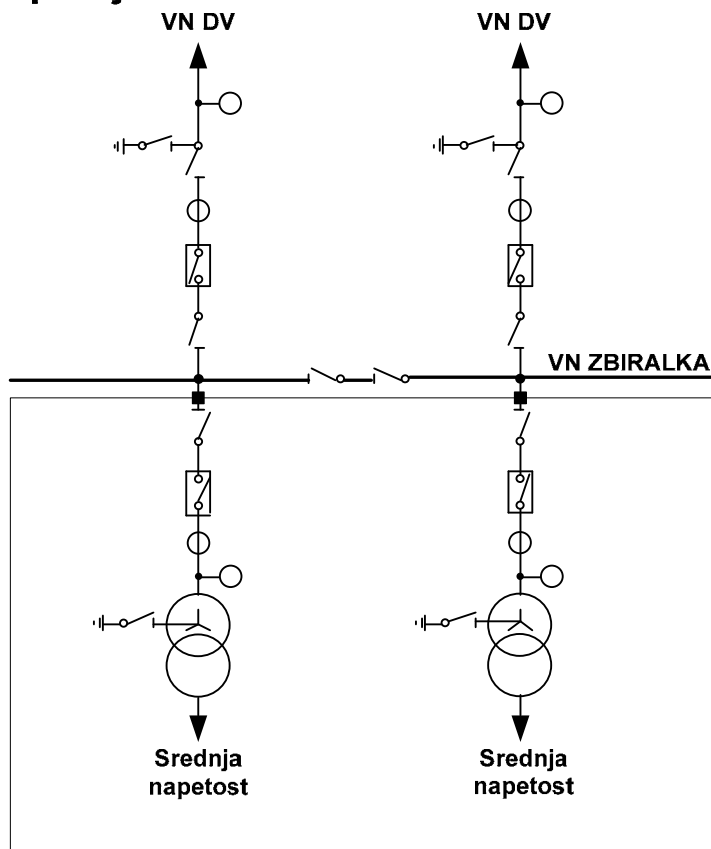 VN DV
VN DV
VN ZBIRALKA
Srednja
napetost
Srednja
napetost